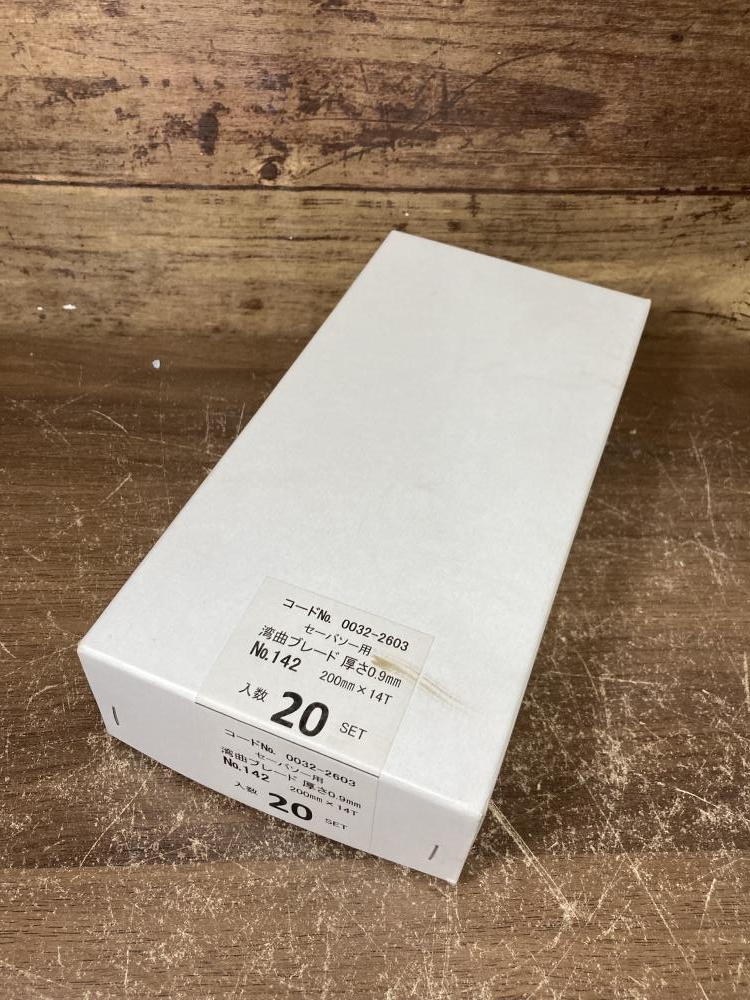 コードNo. 0032-2603
セーバソー用
湾曲ブレード 厚さ0.9mm
No.142 200mm×14T
入数 20 SET
コードNo. 0032-2603
セーバソー用
湾曲ブレード 厚さ0.9mm
No.142 200mm×14T
入数 20 SET